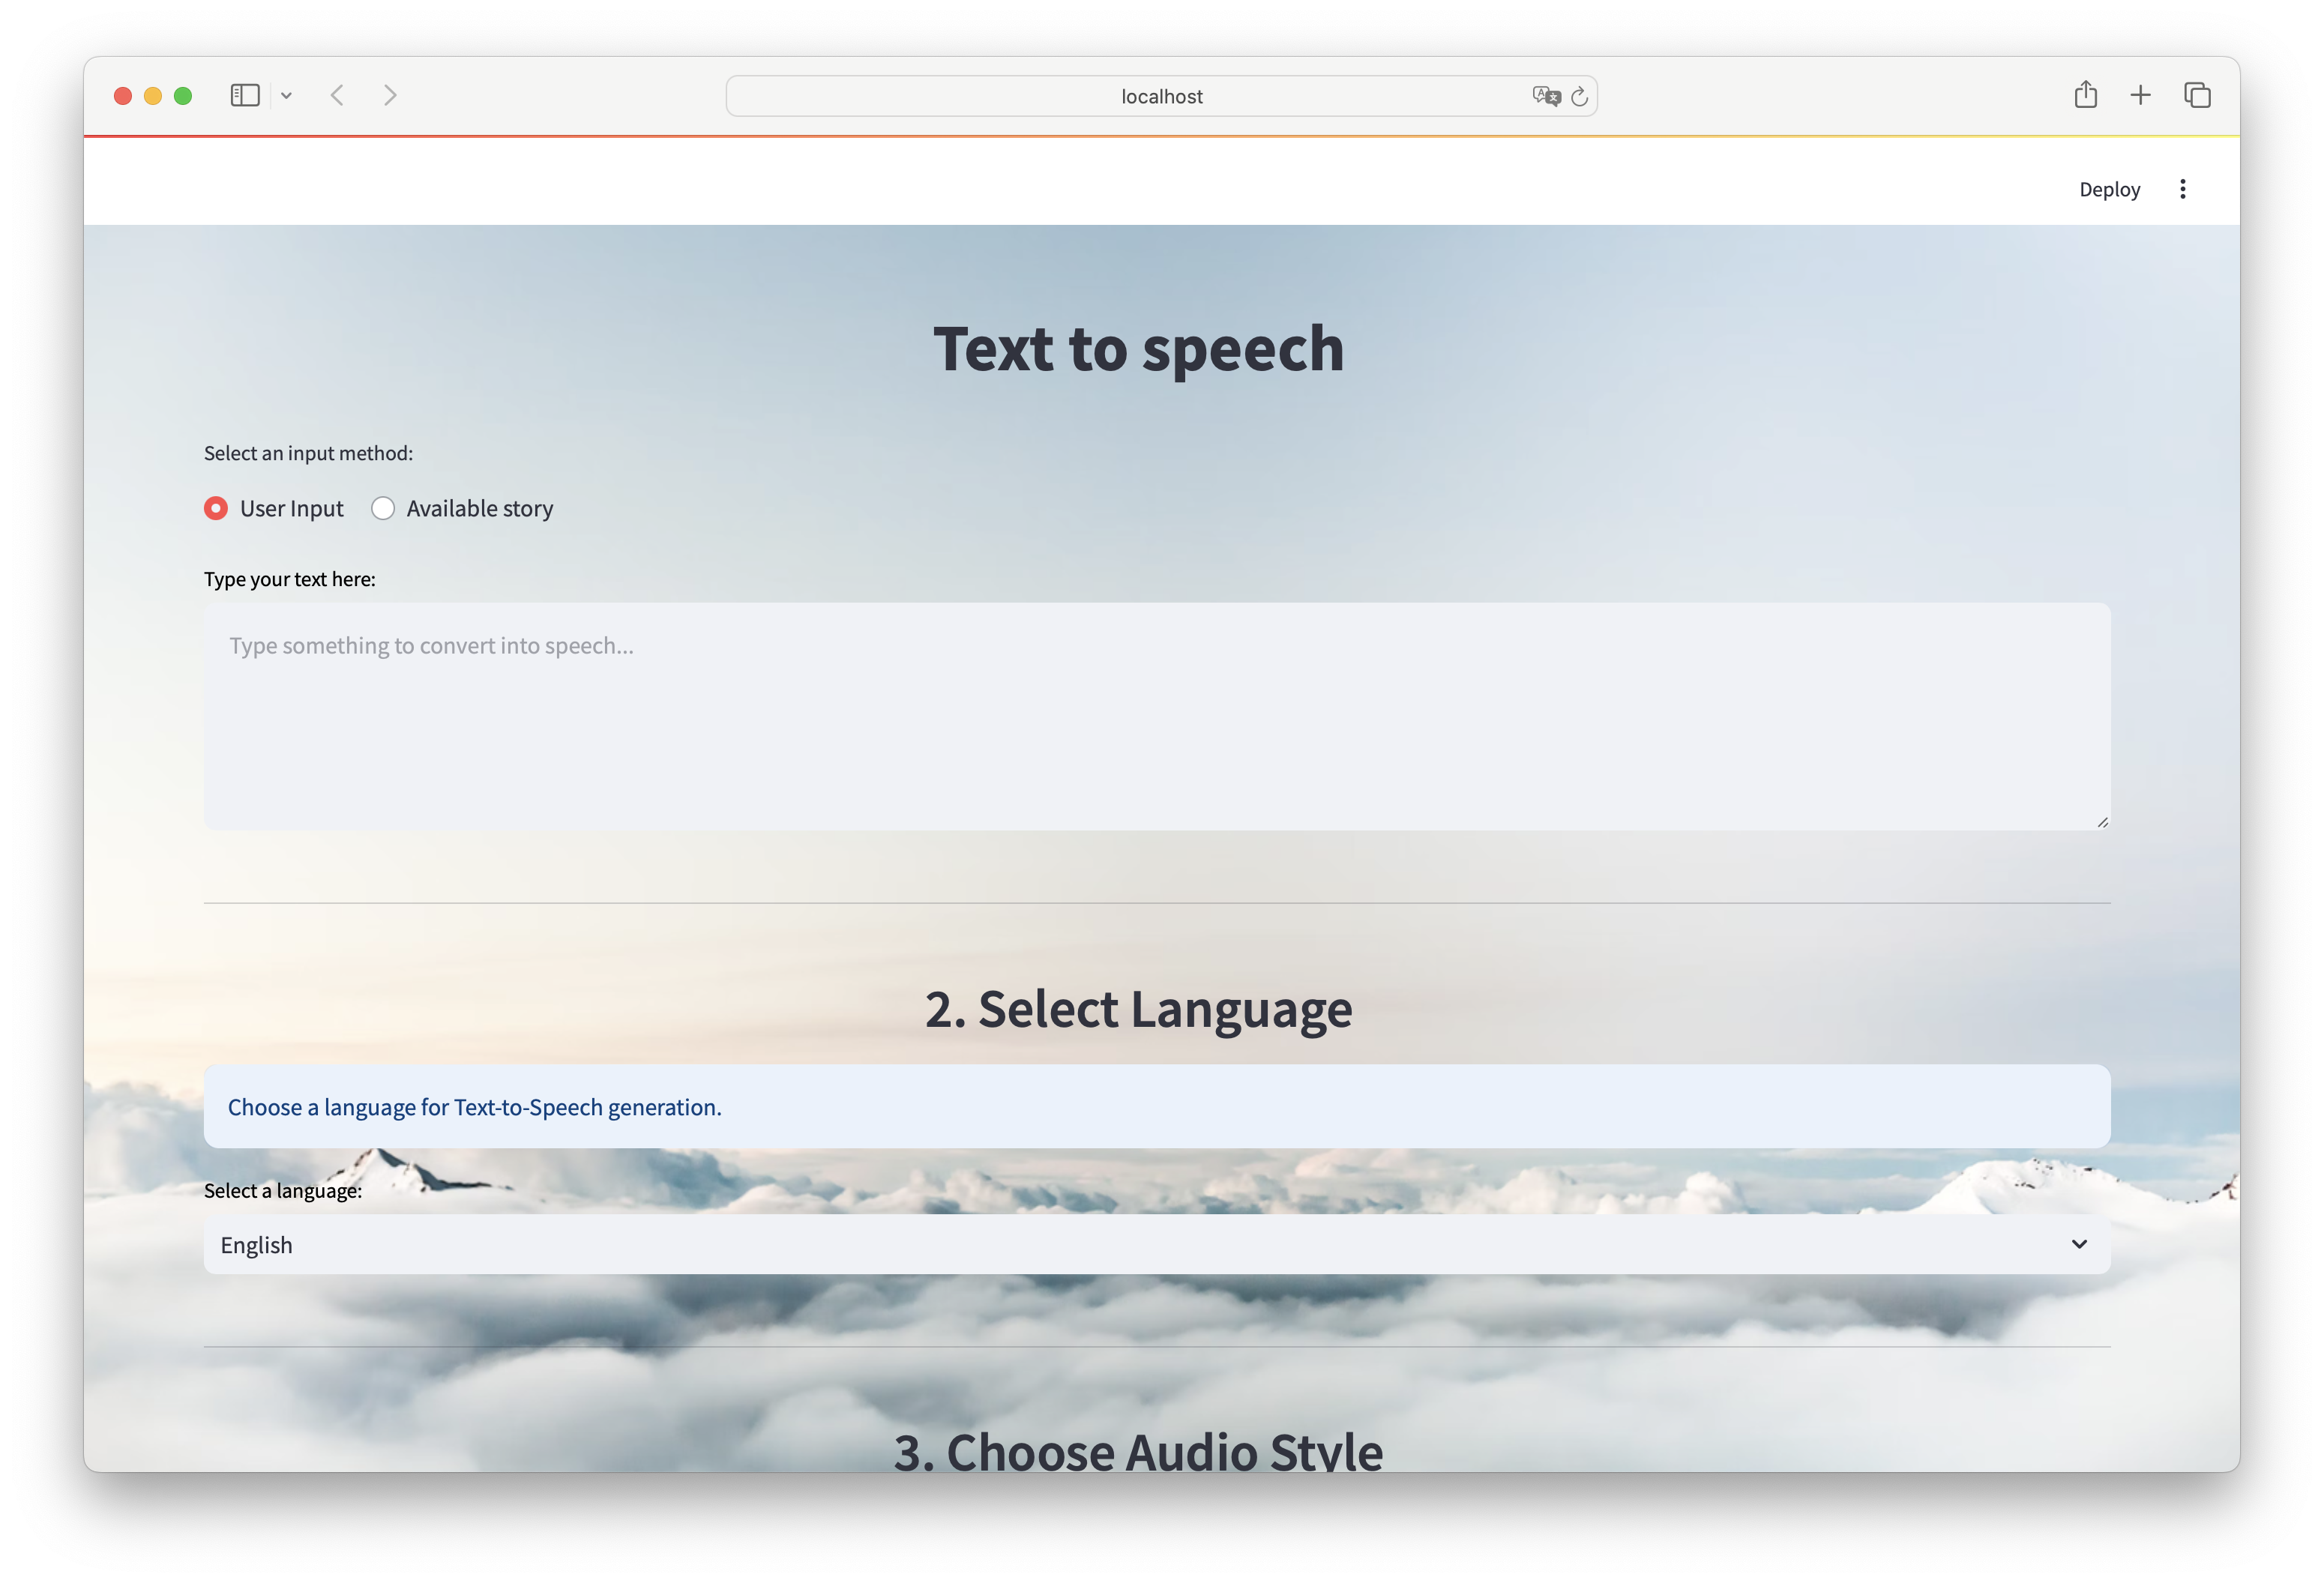 localhost
Deploy
Text to speech
Select an input method:
User Input Available story
Type your text here:
Type something to convert into speech...
2. Select Language
Choose a language for Text-to-Speech generation.
Select a language:
English
3. Choose Audio Style